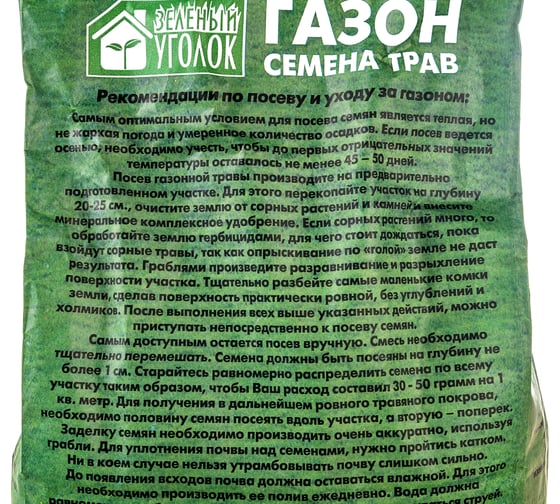 ЗЕЛЁНЫЙ
УГОЛОК
ГАЗОН
СЕМЕНА ТРАВ
Рекомендации по посеву и уходу за газоном:
Самым оптимальным условием для посева семян является теплая, но
не жаркая погода и умеренное количество осадков. Если посев ведется
осенью, необходимо учесть, чтобы до первых отрицательных значений
температуры оставалось не менее 45 – 50 дней.
Посев газонной травы производите на предварительно
подготовленном участке. Для этого перекопайте участок на глубину
20-25 см., очистите землю от сорных растений и камней и внесите
минеральное комплексное удобрение. Если сорных растений много, то
обработайте землю гербицидами, для чего стоит дождаться, пока
взойдут сорные травы, так как опрыскивание по «голой» земле не даст
результата. Граблями произведите разравнивание и разрыхление
поверхности участка. Тщательно разбейте самые маленькие комки
земли, сделав поверхность практически ровной, без углублений и
холмиков. После выполнения всех выше указанных действий, можно
приступать непосредственно к посеву семян.
Самым доступным остается посев вручную. Смесь необходимо
тщательно перемешать. Семена должны быть посеяны на глубину не
более 1 см. Старайтесь равномерно распределить семена по всему
участку таким образом, чтобы Ваш расход составил 30 - 50 грамм на 1
кв. метр. Для получения в дальнейшем ровного травяного покрова,
необходимо половину семян посеять вдоль участка, а вторую – поперек.
Заделку семян необходимо производить очень аккуратно, используя
грабли. Для уплотнения почвы над семенами, нужно пройтись катком.
Ни в коем случае нельзя утрамбовывать почву слишком сильно.
До появления всходов почва должна оставаться влажной. Для этого
необходимо производить ее полив ежедневно. Вода должна
струей.